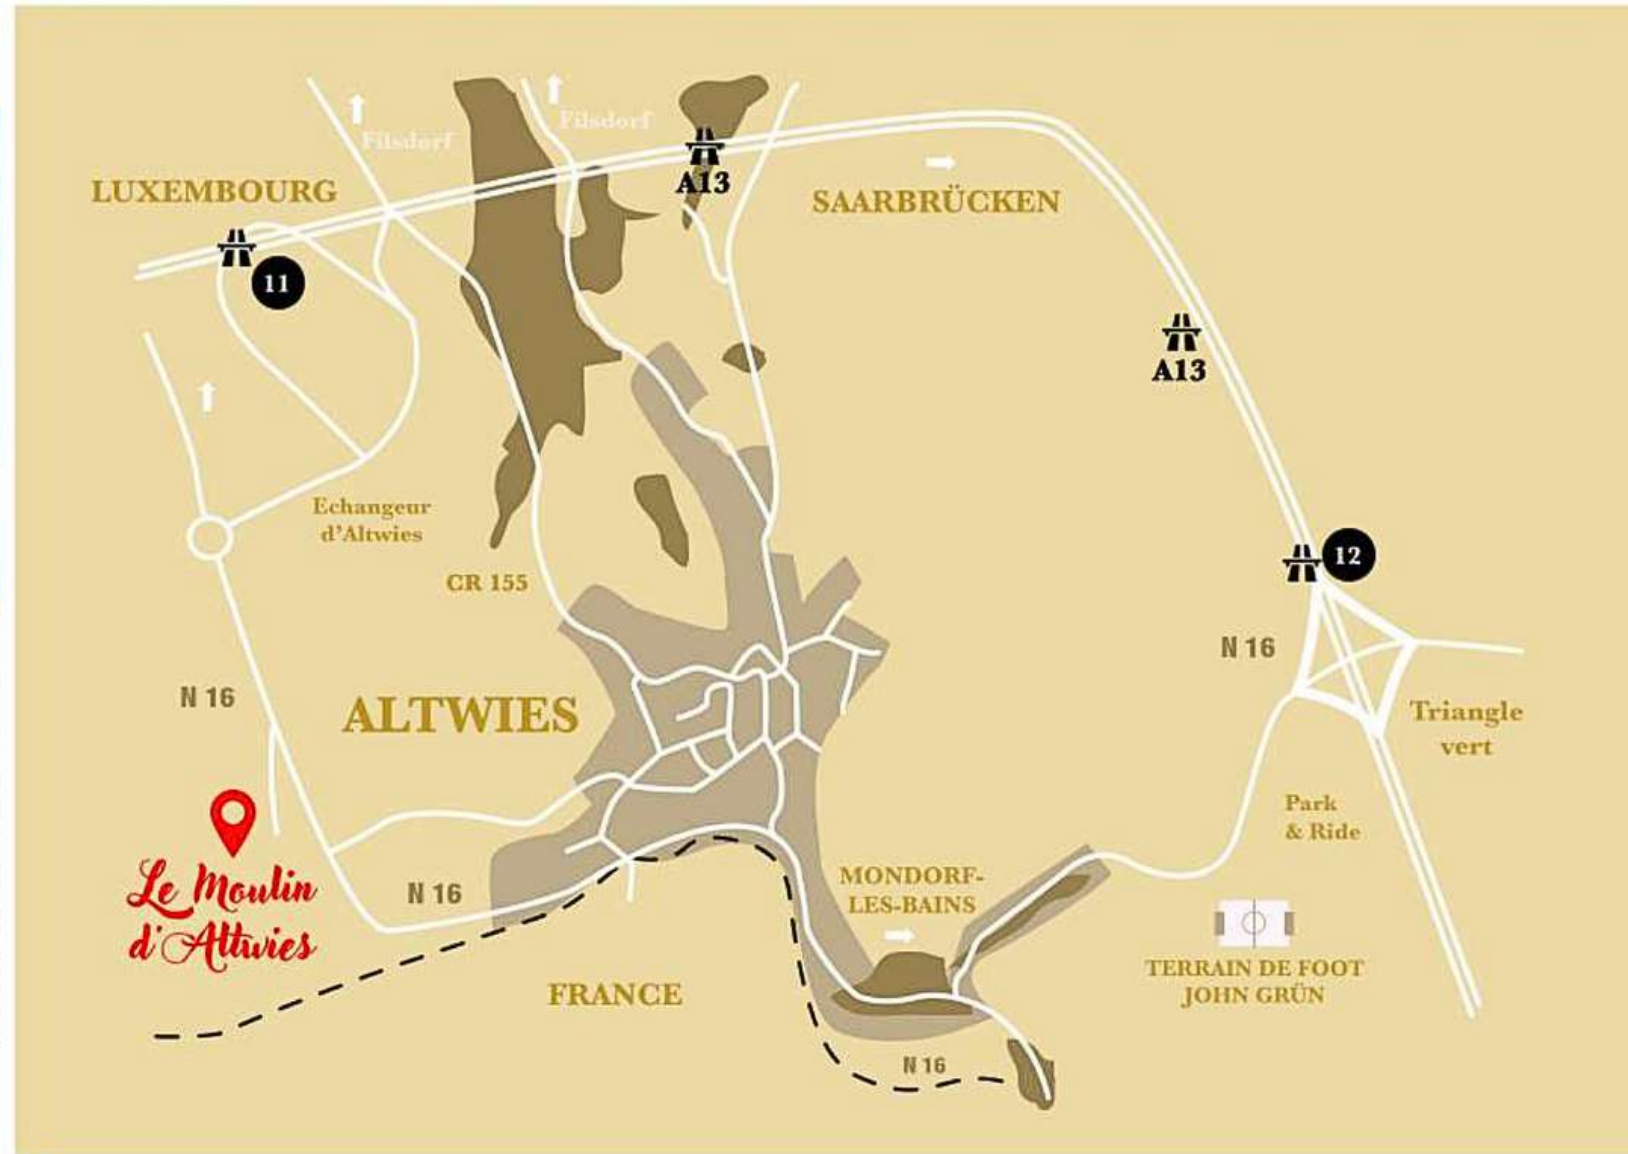 Filsdorf
Filsdorf
LUXEMBOURG
A13
SAARBRÜCKEN
11
A13
Echangeur
d'Altwies
12
CR 155
N 16
N 16
ALTWIES
Triangle
vert
Park
& Ride
Le Moulin
d'Altwies
N 16
MONDORF-
LES-BAINS
TERRAIN DE FOOT
JOHN GRÜN
FRANCE
N 16